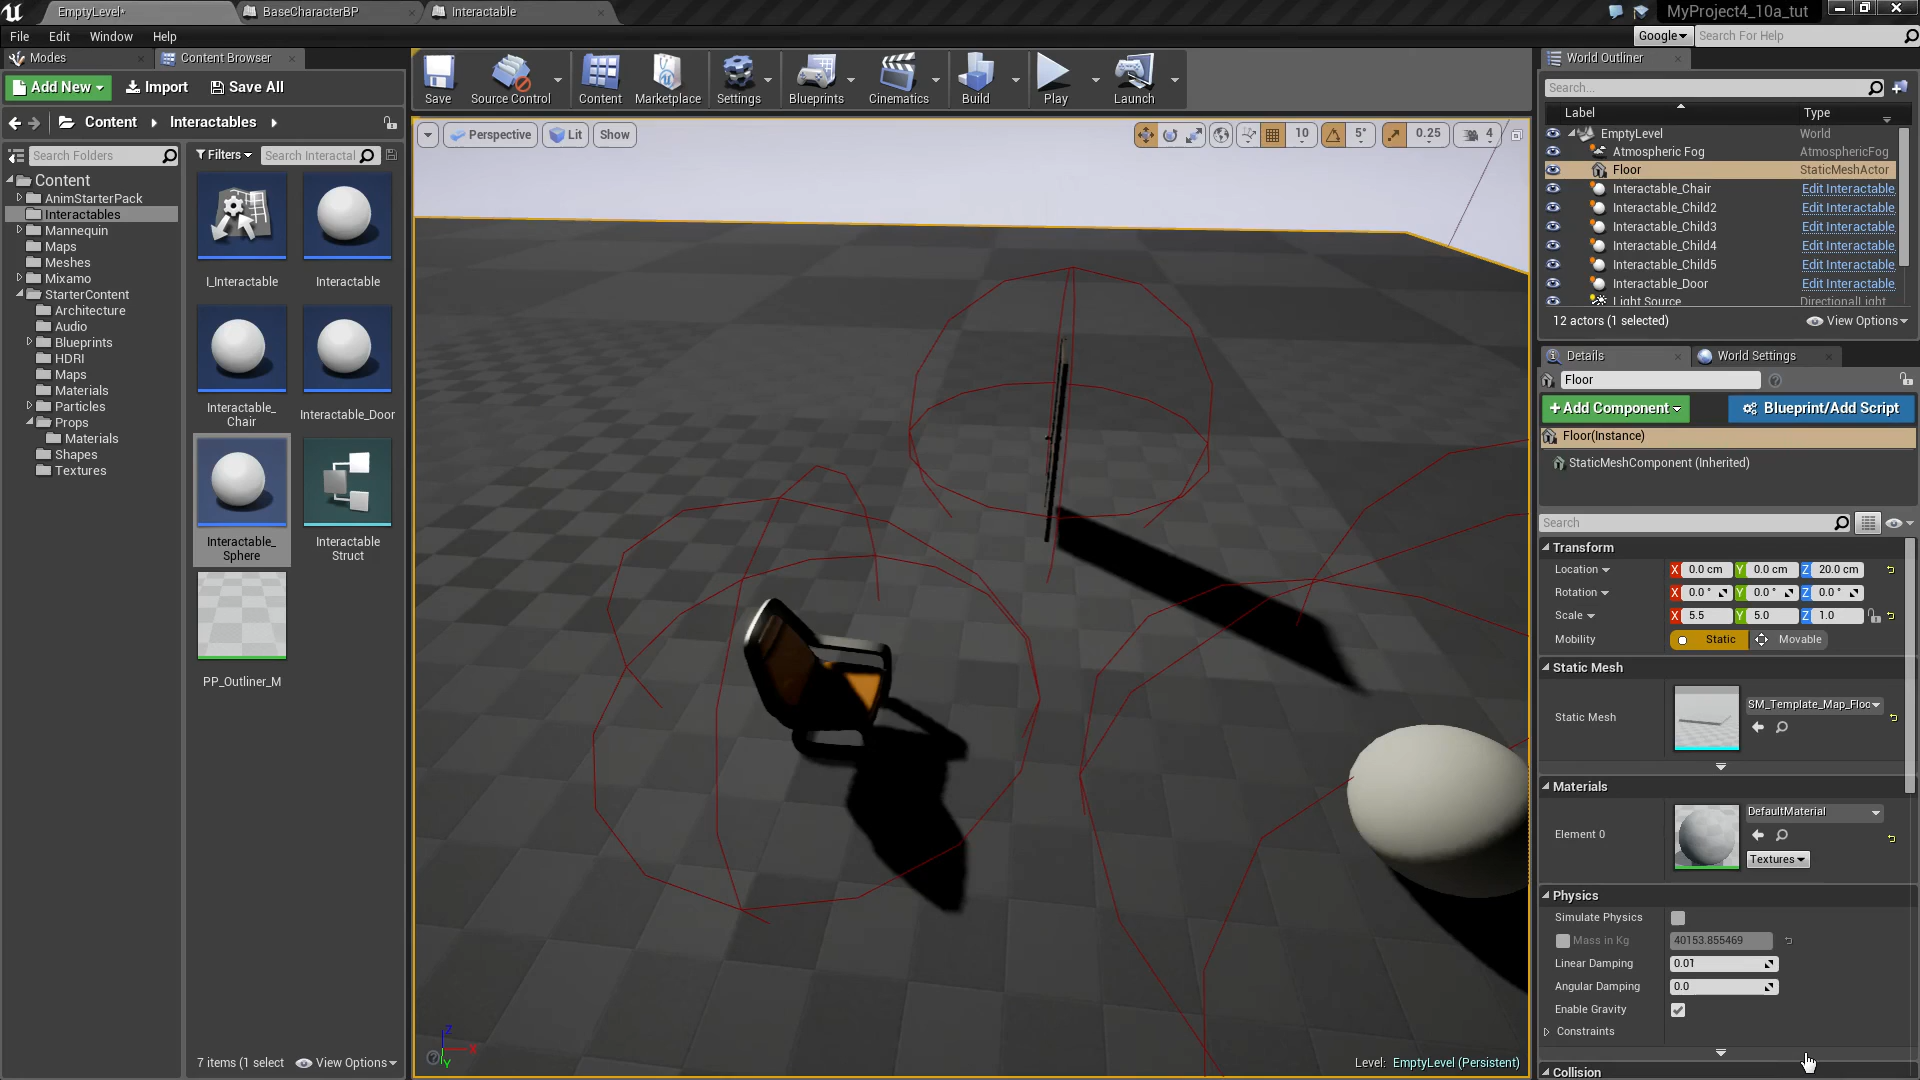 EmptyLevel*
BaseCharacterBP
Interactable
MyProject4_10a_tut
File
Edit
Window
Help
Google
Search For Help
Modes
Content Browser
World Outliner
Add New
Import
Save All
Save
Source Control
Content
Marketplace
Settings
Blueprints
Cinematics
Build
Play
Launch
Content
Interactables
Search Folders
Filters
Search Interactal
Content
AnimStarterPack
Interactables
Mannequin
Maps
Meshes
Mixamo
StarterContent
Architecture
Audio
Blueprints
HDRI
Maps
Materials
Particles
Props
Materials
Shapes
Textures
I_Interactable
Interactable
Interactable_
Chair
Interactable_Door
Interactable_
Sphere
Interactable
Struct
PP_Outliner_M
7 items (1 select
View Options
Perspective
Lit
Show
10
5°
0.25
4
Z
X
Y
Level: EmptyLevel (Persistent)
Search...
Label
Type
EmptyLevel
World
Atmospheric Fog
AtmosphericFog
Floor
StaticMeshActor
Interactable_Chair
Edit Interactable
Interactable_Child2
Edit Interactable
Interactable_Child3
Edit Interactable
Interactable_Child4
Edit Interactable
Interactable_Child5
Edit Interactable
Interactable_Door
Edit Interactable
Light Source
DirectionalLight
12 actors (1 selected)
View Options
Details
World Settings
Floor
+Add Component
Blueprint/Add Script
Floor(Instance)
StaticMeshComponent (Inherited)
Search
Transform
Location
X 0.0 cm Y 0.0 cm Z 20.0 cm
Rotation
X 0.0 ° Y 0.0 ° Z 0.0 °
Scale
X 5.5 Y 5.0 Z 1.0
Mobility
Static
Movable
Static Mesh
Static Mesh
SM_Template_Map_Floo
Materials
Element 0
DefaultMaterial
Textures
Physics
Simulate Physics
Mass in Kg
40153.855469
Linear Damping
0.01
Angular Damping
0.0
Enable Gravity
Constraints
Collision